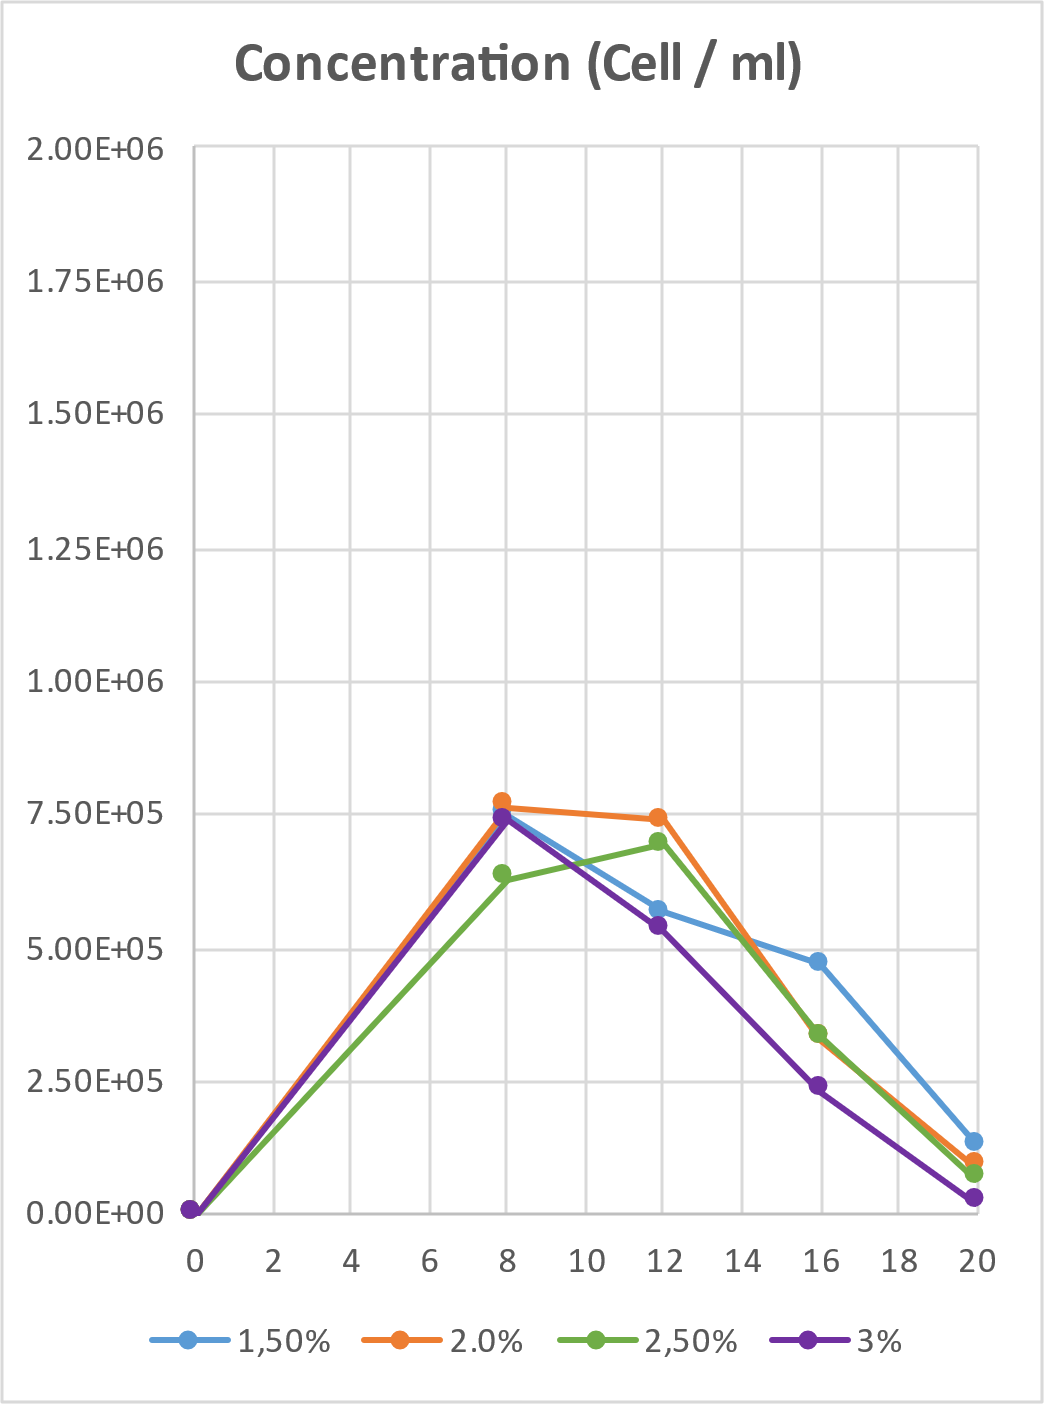 Concentration (Cell / ml)
2.00E+06
1.75E+06
1.50E+06
1.25E+06
1.00E+06
7.50E+05
5.00E+05
2.50E+05
0.00E+00
0 2 4 6 8 10 12 14 16 18 20
1,50% 2.0% 2,50% 3%